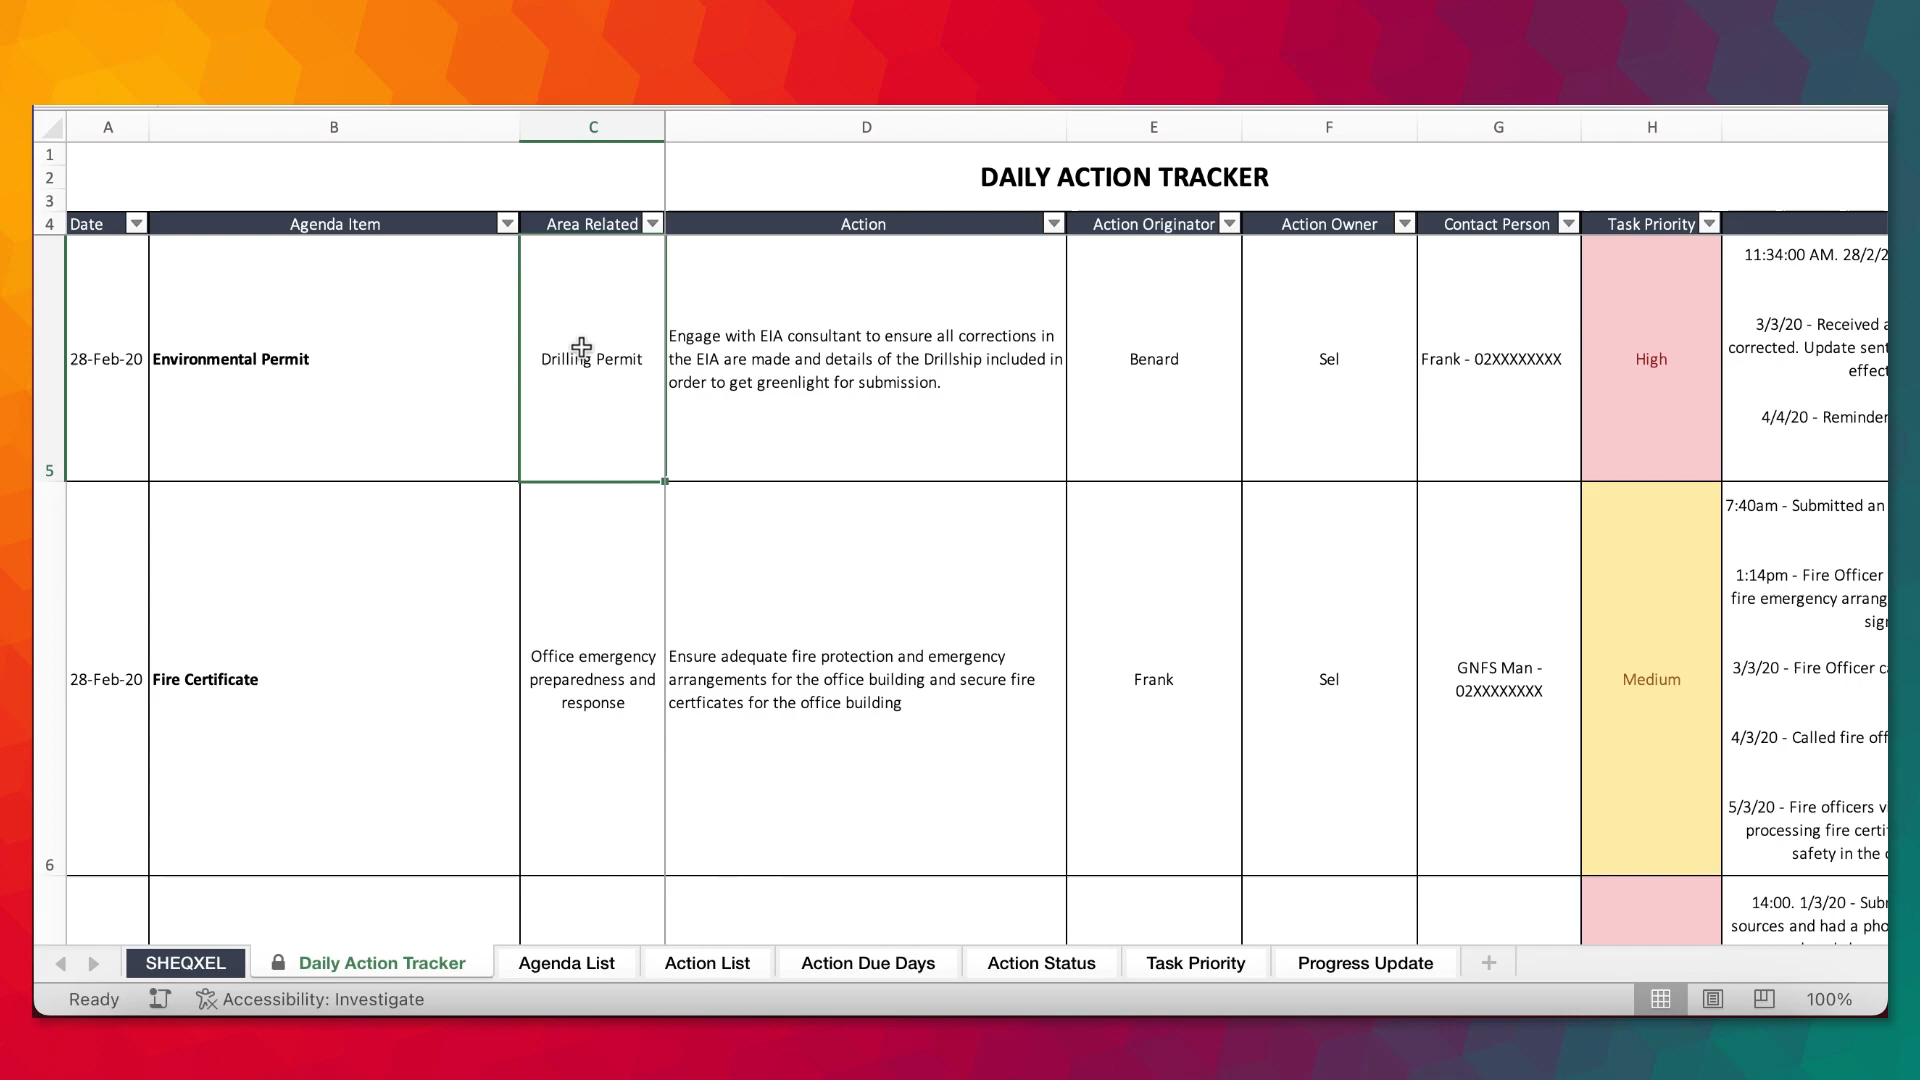 A B C D E F G H
1
2 DAILY ACTION TRACKER
3
4 Date Agenda Item Area Related Action Action Originator Action Owner Contact Person Task Priority
28-Feb-20
Environmental Permit
Drilling Permit
Engage with EIA consultant to ensure all corrections in
the EIA are made and details of the Drillship included in
order to get greenlight for submission.
Benard
Sel
Frank - 02XXXXXXXX
High
11:34:00 AM. 28/2/2
3/3/20 - Received a
corrected. Update sent
effect
4/4/20 - Reminder
5
28-Feb-20
Fire Certificate
Office emergency
preparedness and
response
Ensure adequate fire protection and emergency
arrangements for the office building and secure fire
certficates for the office building
Frank
Sel
GNFS Man -
02XXXXXXXX
Medium
7:40am - Submitted an
1:14pm - Fire Officer
fire emergency arrang
sign
3/3/20 - Fire Officer ca
4/3/20 - Called fire off
5/3/20 - Fire officers v
processing fire certi
safety in the
6
14:00. 1/3/20 - Subr
sources and had a pho
SHEQXEL Daily Action Tracker Agenda List Action List Action Due Days Action Status Task Priority Progress Update
Ready Accessibility: Investigate 100%